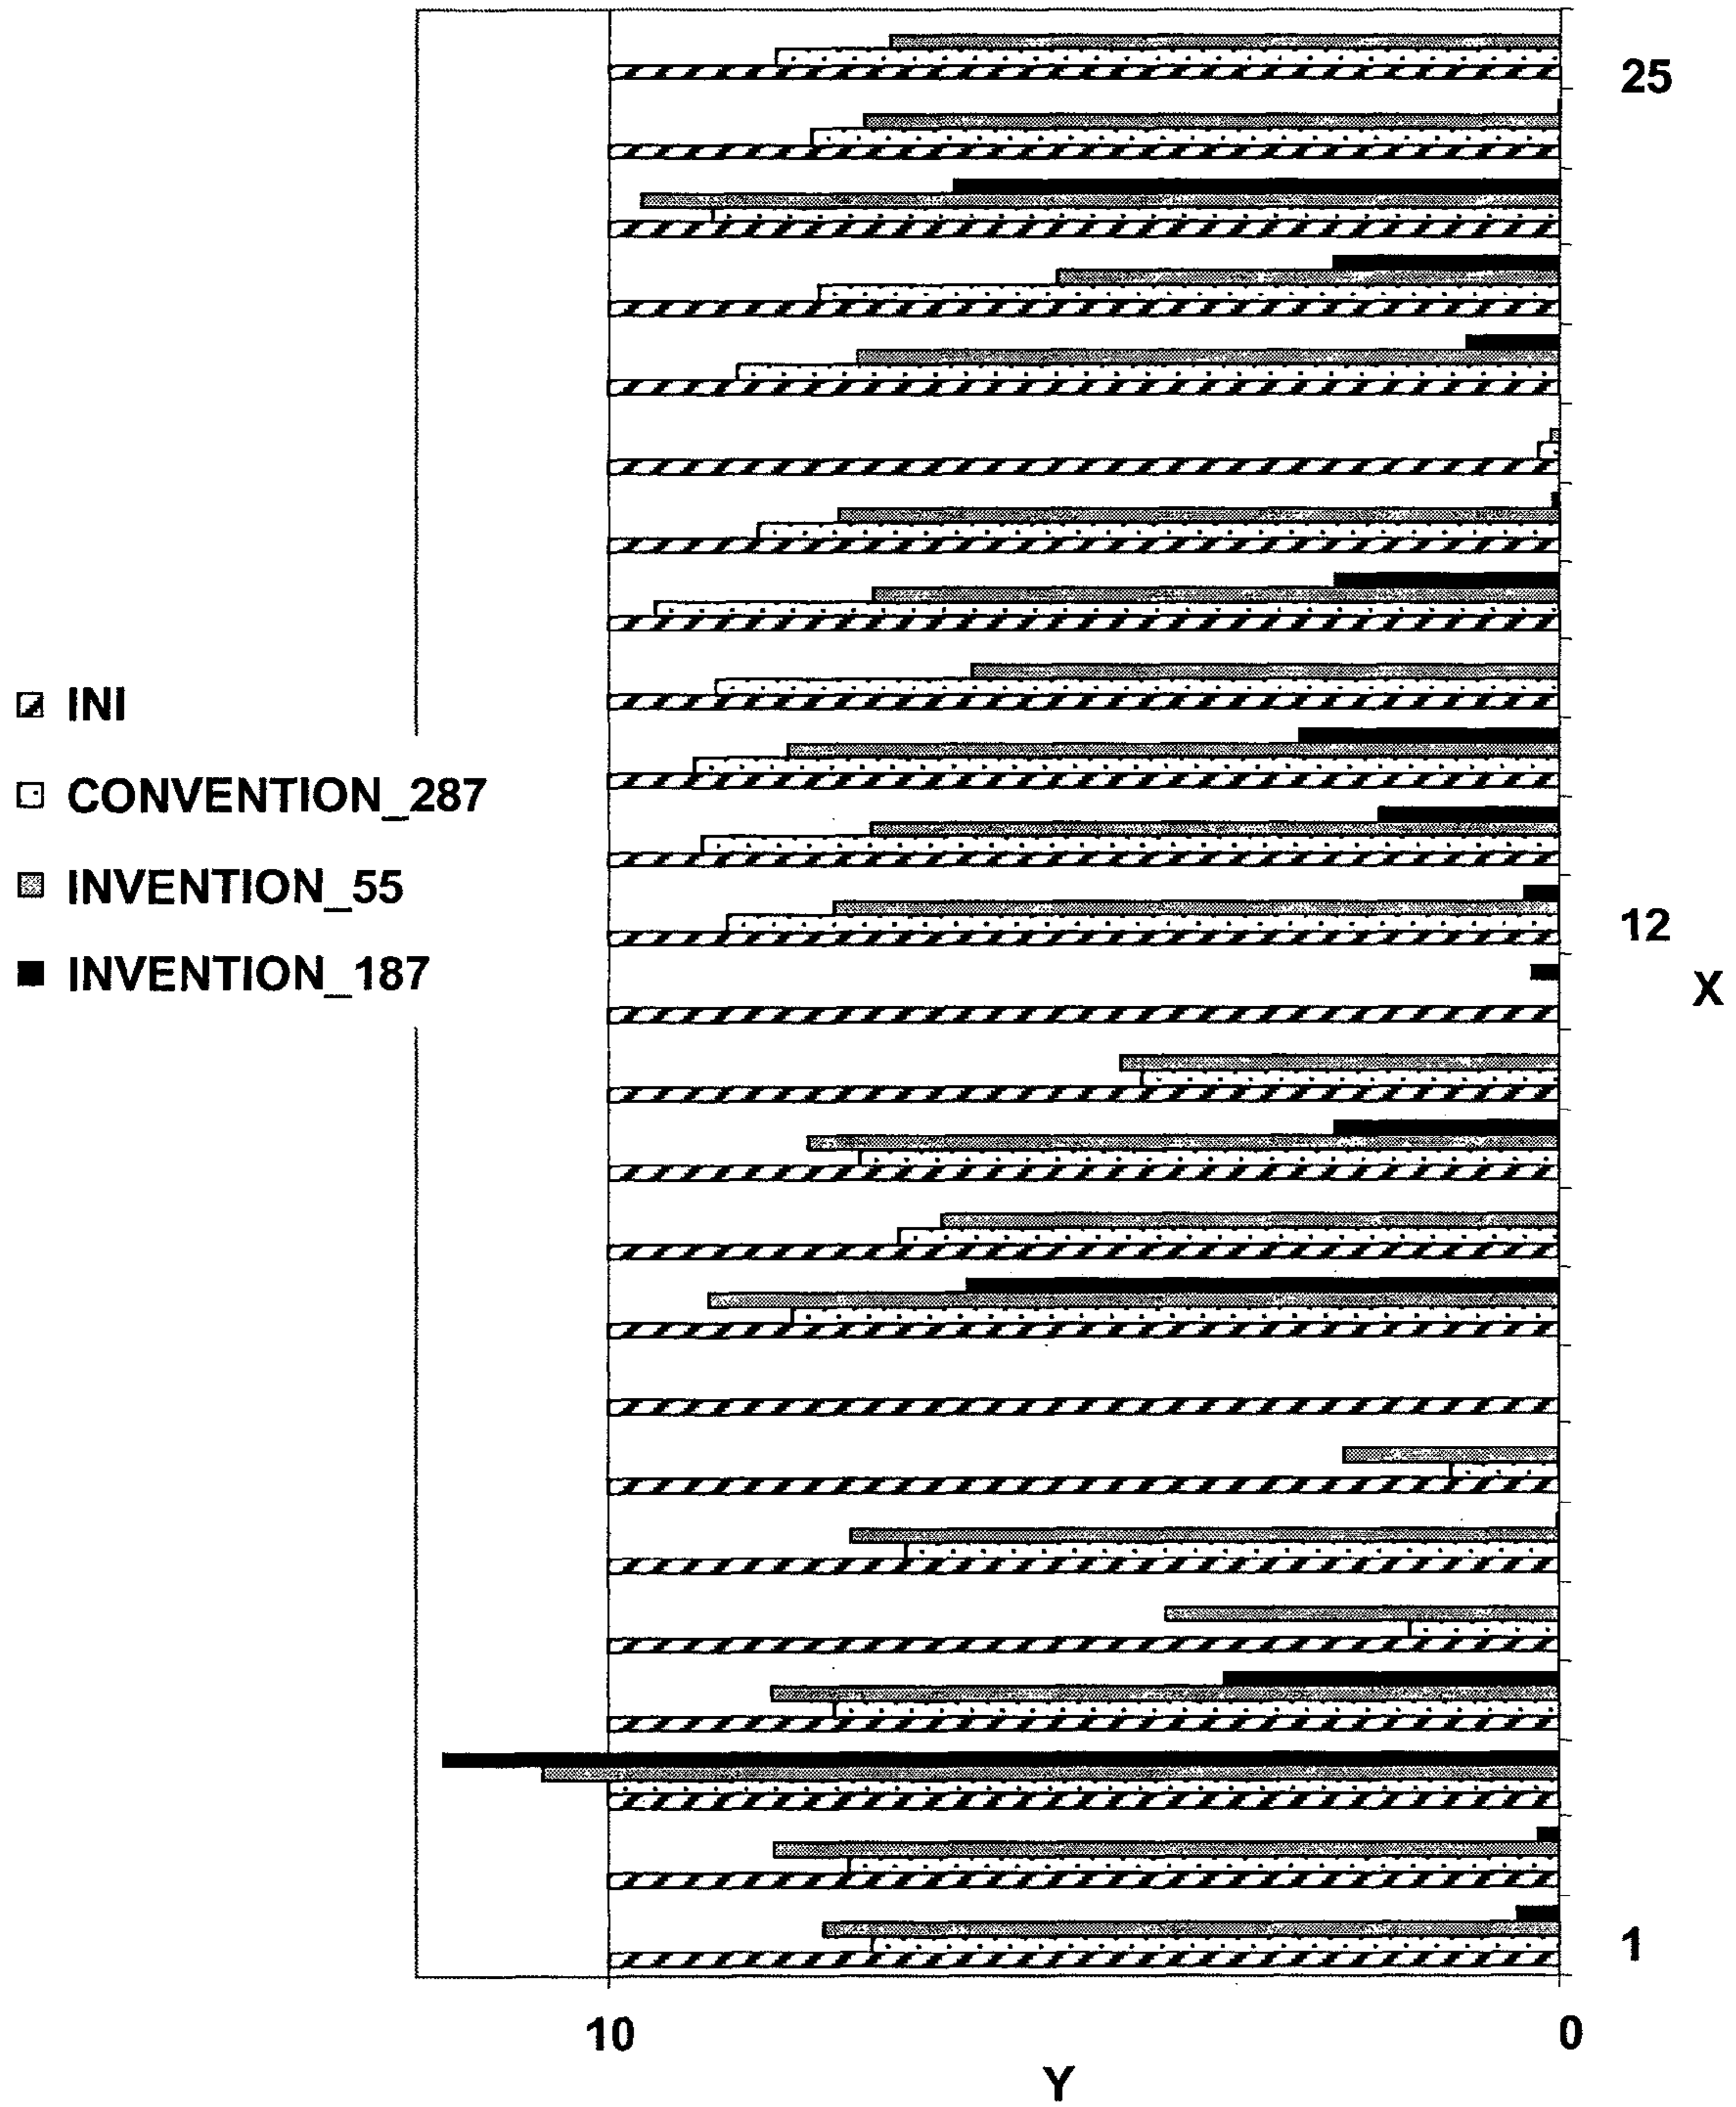 INI
CONVENTION_287
INVENTION_55
INVENTION_187
25
12
X
1
10
0
Y